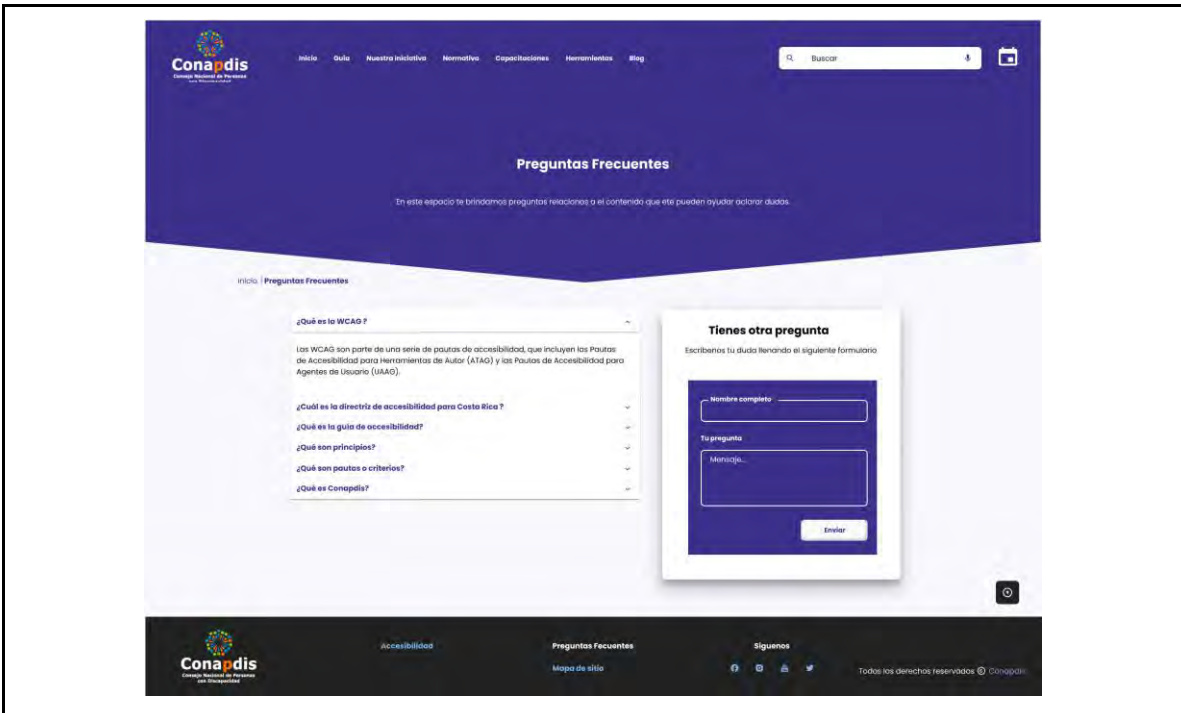 Conapdis
Consejo Nacional de Personas
con Discapacidad
Inicio Guía Nuestra iniciativa Normativa Capacitaciones Herramientas Blog
Buscar
Preguntas Frecuentes
En este espacio te brindamos preguntas relacionas a el contenido que eté pueden ayudar aclarar dudas.
Inicio | Preguntas Frecuentes
¿Qué es la WCAG ?
Las WCAG son parte de una serie de pautas de accesibilidad, que incluyen las Pautas
de Accesibilidad para Herramientas de Autor (ATAG) y las Pautas de Accesibilidad para
Agentes de Usuario (UAAG).
¿Cuál es la directriz de accesibilidad para Costa Rica ?
¿Qué es la guía de accesibilidad?
¿Qué son principios?
¿Qué son pautas o criterios?
¿Qué es Conapdis?
Tienes otra pregunta
Escríbenos tu duda llenando el siguiente formulario
Nombre completo
Tu pregunta
Mensaje...
Enviar
Conapdis
Consejo Nacional de Personas
con Discapacidad
Accesibilidad
Preguntas Fecuentes
Mapa de sitio
Síguenos
Todos los derechos reservados © Conapdis